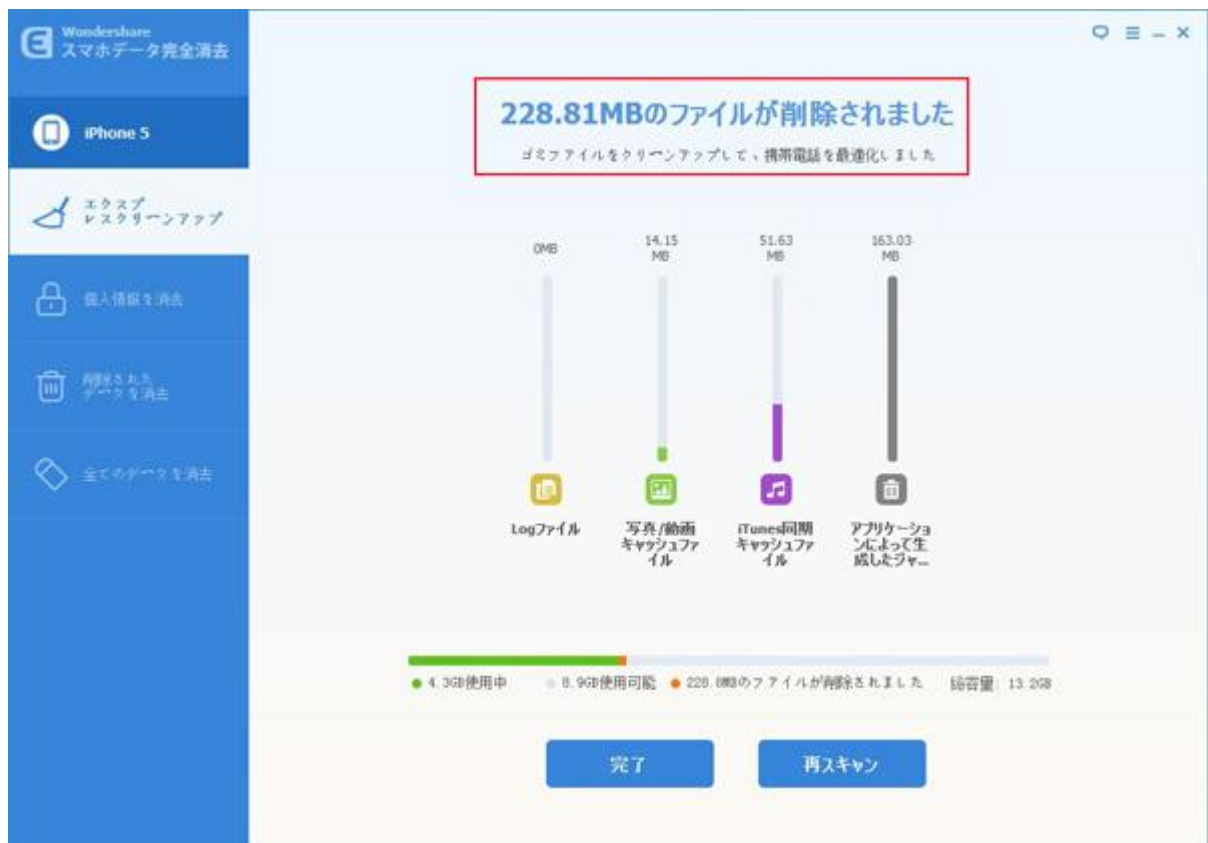 Wondershare
スマホデータ完全消去
iPhone 5
エクスプ
レスクリーンアップ
個人情報を消去
削除された
データを消去
全てのデータを消去
228.81MBのファイルが削除されました
ゴミファイルをクリーンアップして、携帯電話を最適化しました
0MB
14.15
MB
51.63
MB
163.03
MB
Logファイル
写真/動画
キャッシュファ
イル
iTunes同期
キャッシュファ
イル
アプリケーショ
ンによって生
成したジャ...
4.3GB使用中
8.9GB使用可能
228.8MBのファイルが削除されました
総容量: 13.2GB
完了
再スキャン